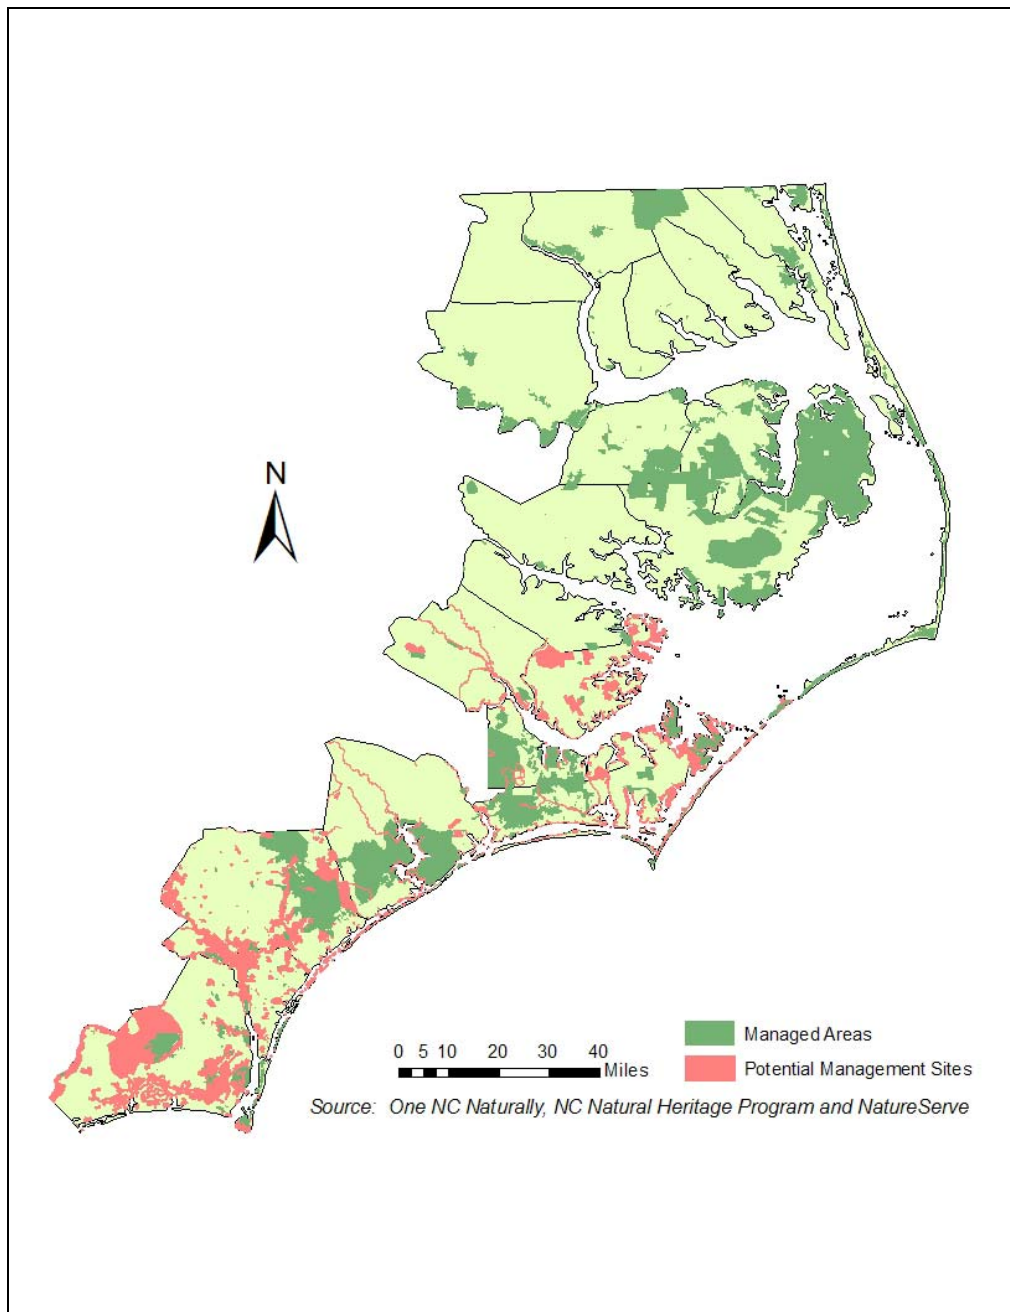 N
0 5 10 20 30 40
Miles
Managed Areas
Potential Management Sites
Source: One NC Naturally, NC Natural Heritage Program and NatureServe